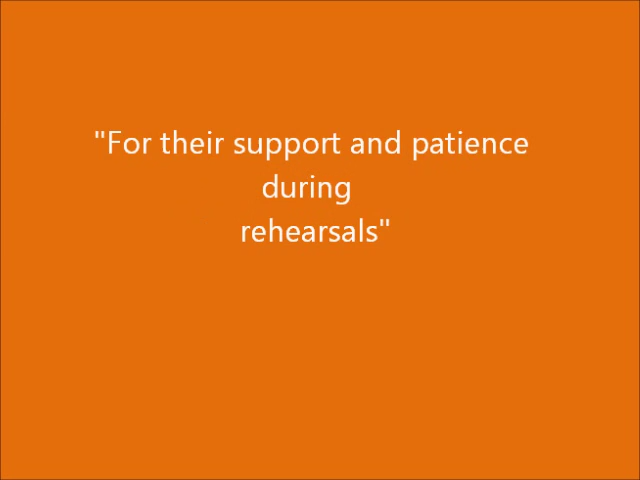 "For their support and patience
during
rehearsals"